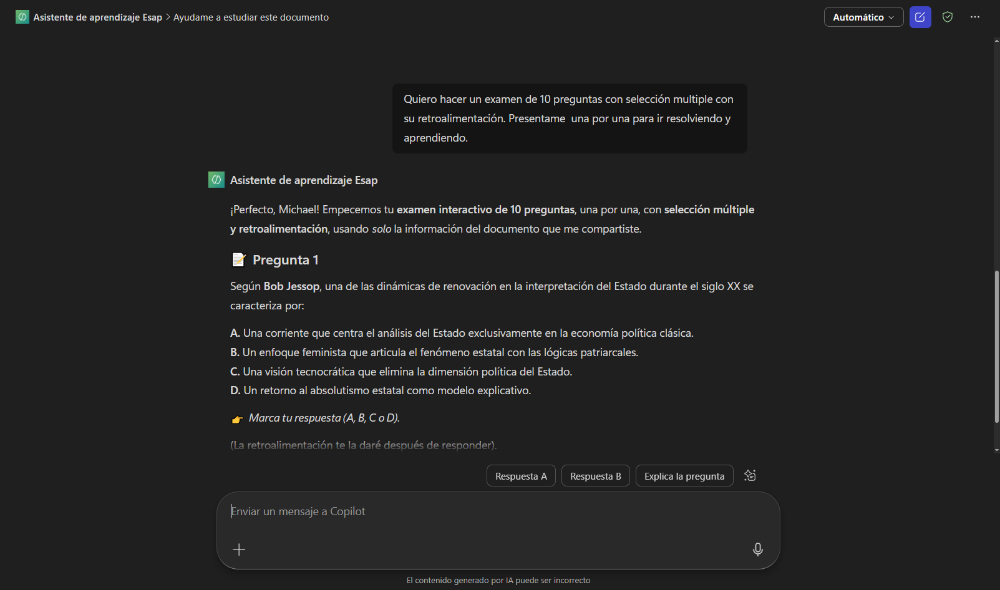 Asistente de aprendizaje Esap > Ayudame a estudiar este documento
Automático
Quiero hacer un examen de 10 preguntas con selección multiple con
su retroalimentación. Presentame  una por una para ir resolviendo y
aprendiendo.
Asistente de aprendizaje Esap
¡Perfecto, Michael! Empecemos tu examen interactivo de 10 preguntas, una por una, con selección múltiple
y retroalimentación, usando solo la información del documento que me compartiste.
📝 Pregunta 1
Según Bob Jessop, una de las dinámicas de renovación en la interpretación del Estado durante el siglo XX se
caracteriza por:
A. Una corriente que centra el análisis del Estado exclusivamente en la economía política clásica.
B. Un enfoque feminista que articula el fenómeno estatal con las lógicas patriarcales.
C. Una visión tecnocrática que elimina la dimensión política del Estado.
D. Un retorno al absolutismo estatal como modelo explicativo.
👉 Marca tu respuesta (A, B, C o D).
(La retroalimentación te la daré después de responder).
Respuesta A
Respuesta B
Explica la pregunta
Enviar un mensaje a Copilot
El contenido generado por IA puede ser incorrecto